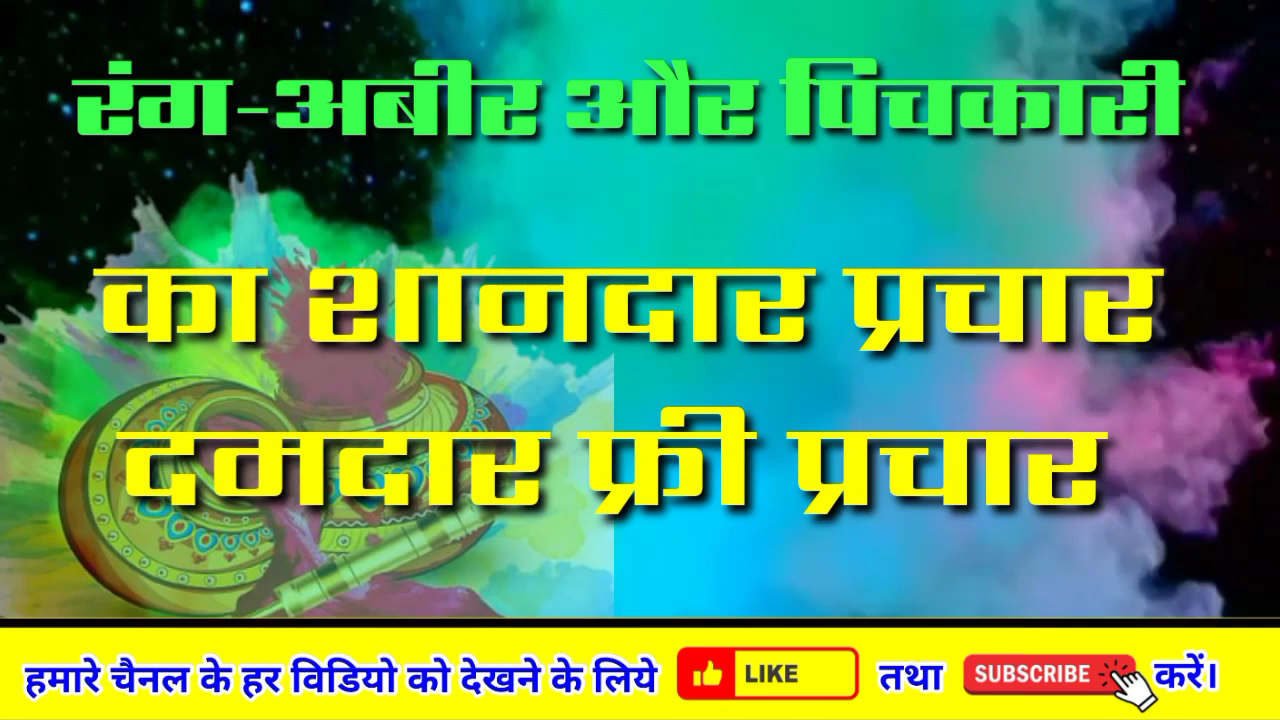 रंग-अबीर और पिचकारी
का शानदार प्रचार
दमदार फ्री प्रचार
हमारे चैनल के हर विडियो को देखने के लिये LIKE तथा SUBSCRIBE करें।